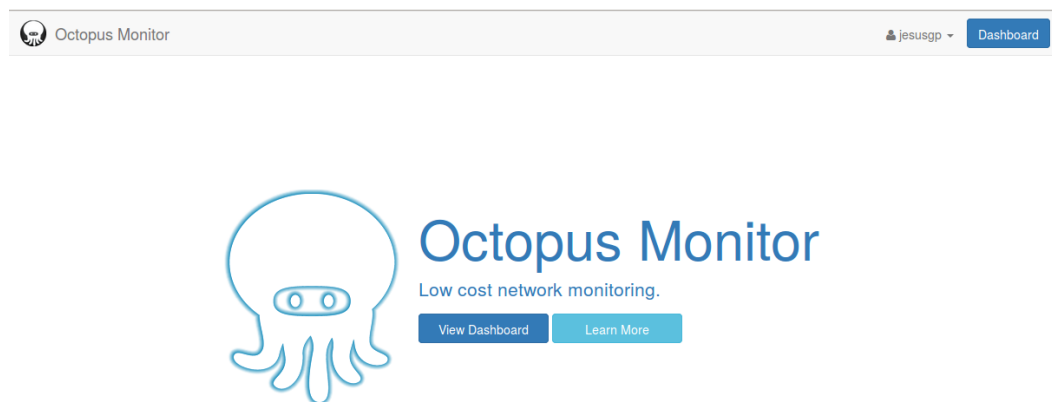 Octopus Monitor
jesusgp
Dashboard
Octopus Monitor
Low cost network monitoring.
View Dashboard
Learn More